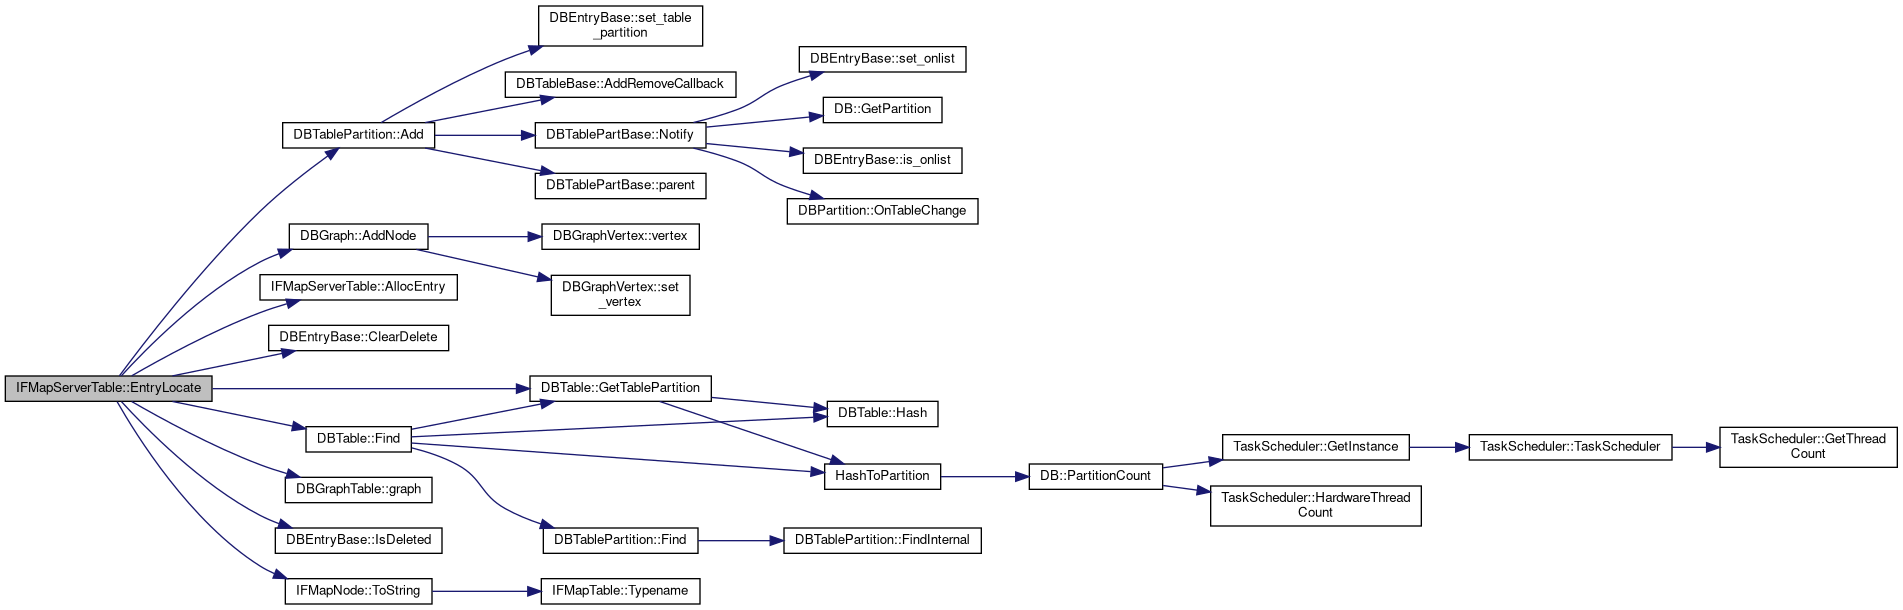 DBEntryBase::set_table
_partition
DBEntryBase::set_onlist
DBTableBase::AddRemoveCallback
DB::GetPartition
DBTablePartition::Add
DBTablePartBase::Notify
DBEntryBase::is_onlist
DBTablePartBase::parent
DBPartition::OnTableChange
DBGraph::AddNode
DBGraphVertex::vertex
IFMapServerTable::AllocEntry
DBGraphVertex::set
_vertex
DBEntryBase::ClearDelete
IFMapServerTable::EntryLocate
DBTable::GetTablePartition
DBTable::Hash
DBTable::Find
TaskScheduler::GetInstance
TaskScheduler::TaskScheduler
TaskScheduler::GetThread
Count
HashToPartition
DB::PartitionCount
DBGraphTable::graph
TaskScheduler::HardwareThread
Count
DBEntryBase::IsDeleted
DBTablePartition::Find
DBTablePartition::FindInternal
IFMapNode::ToString
IFMapTable::Typename